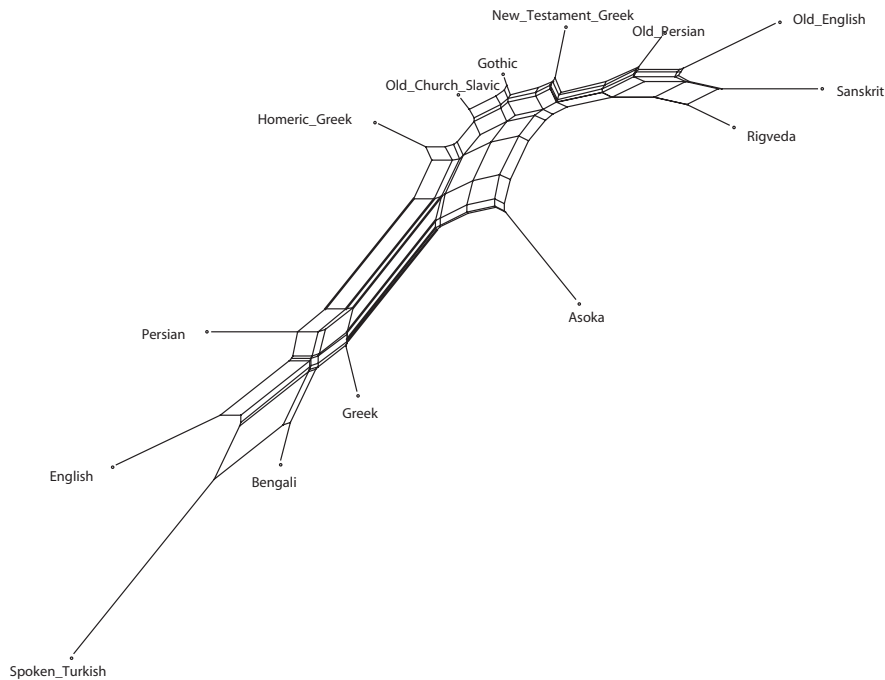 New_Testament_Greek
Old_English
Old_Persian
Gothic
Old_Church_Slavic
Sanskrit
Homeric_Greek
Rigveda
Asoka
Persian
Greek
English
Bengali
Spoken_Turkish